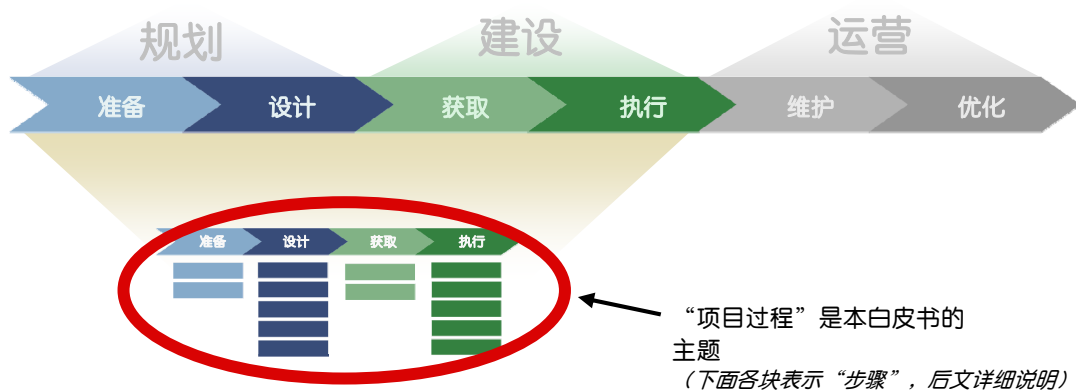 规划 建设 运营
准备 设计 获取 执行 维护 优化
准备 设计 获取 执行
“项目过程”是本白皮书的
主题
(下面各块表示“步骤”，后文详细说明)